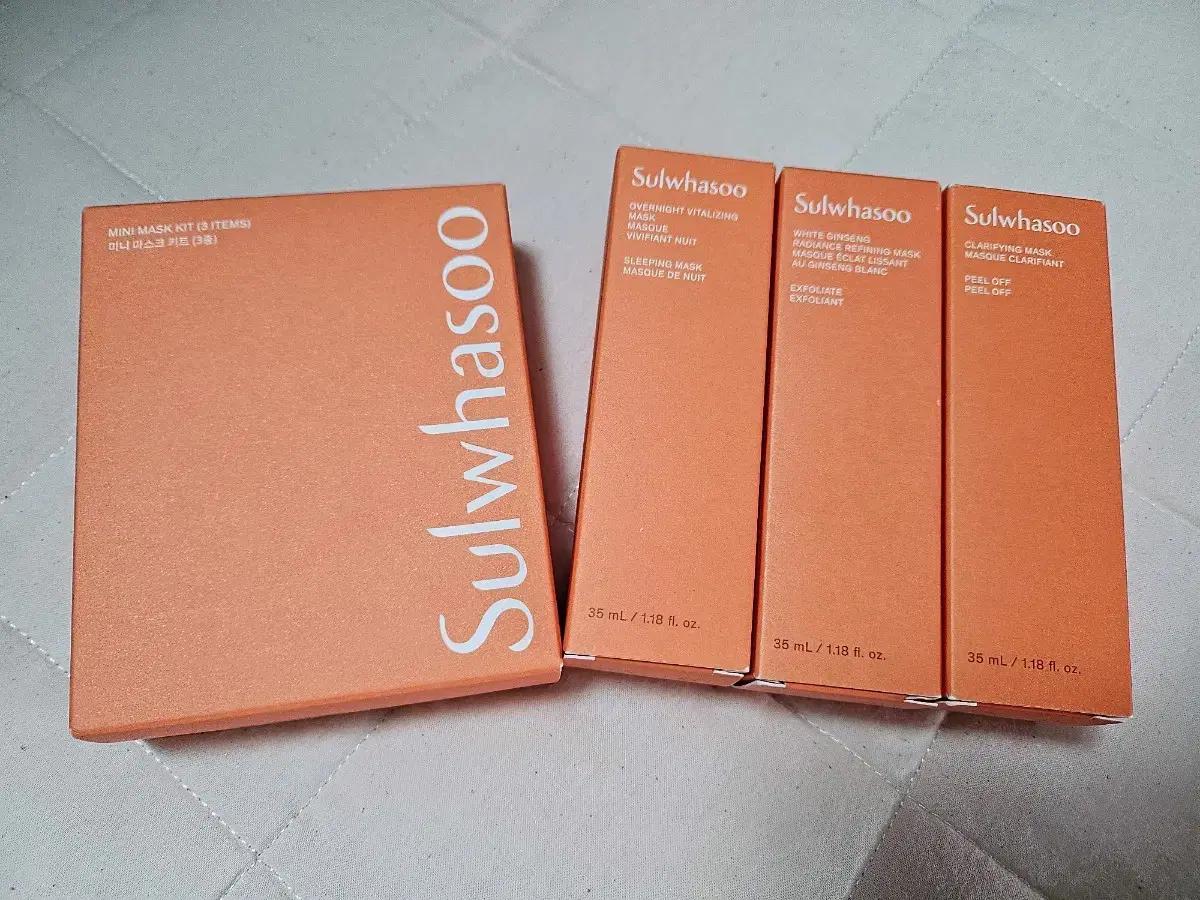 MINI MASK KIT (3 ITEMS)
미니 마스크 키트 (3종)
Sulwhasoo
Sulwhasoo
OVERNIGHT VITALIZING
MASK
MASQUE
VIVIFIANT NUIT
SLEEPING MASK
MASQUE DE NUIT
35 mL / 1.18 fl. oz.
Sulwhasoo
WHITE GINSENG
RADIANCE REFINING MASK
MASQUE ÉCLAT LISSANT
AU GINSENG BLANC
EXFOLIATE
EXFOLIANT
35 mL / 1.18 fl. oz.
Sulwhasoo
CLARIFYING MASK
MASQUE CLARIFIANT
PEEL OFF
PEEL OFF
35 mL / 1.18 fl. oz.